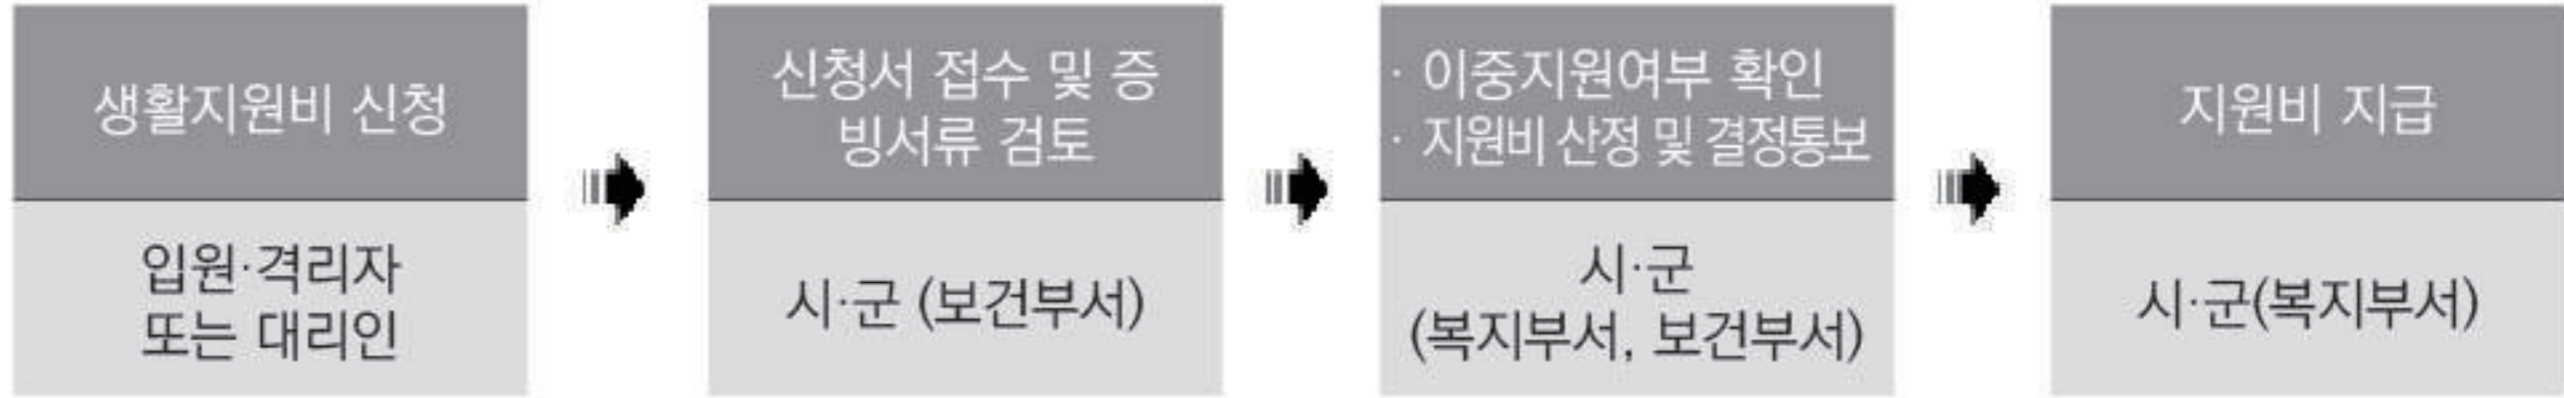 생활지원비 신청
입원·격리자
또는 대리인
신청서 접수 및 증
빙서류 검토
시·군 (보건부서)
· 이중지원여부 확인
· 지원비 산정 및 결정통보
시·군
(복지부서, 보건부서)
지원비 지급
시·군(복지부서)